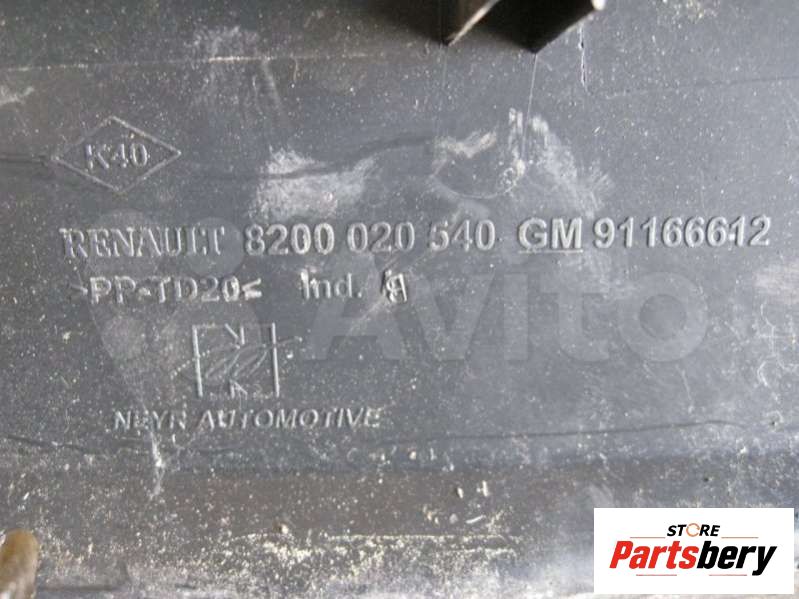 K40
RENAULT 8200 020 540 GM 91166612
>PP-TD20< Ind. B
NEYR AUTOMOTIVE
Avito
STORE
Partsbery